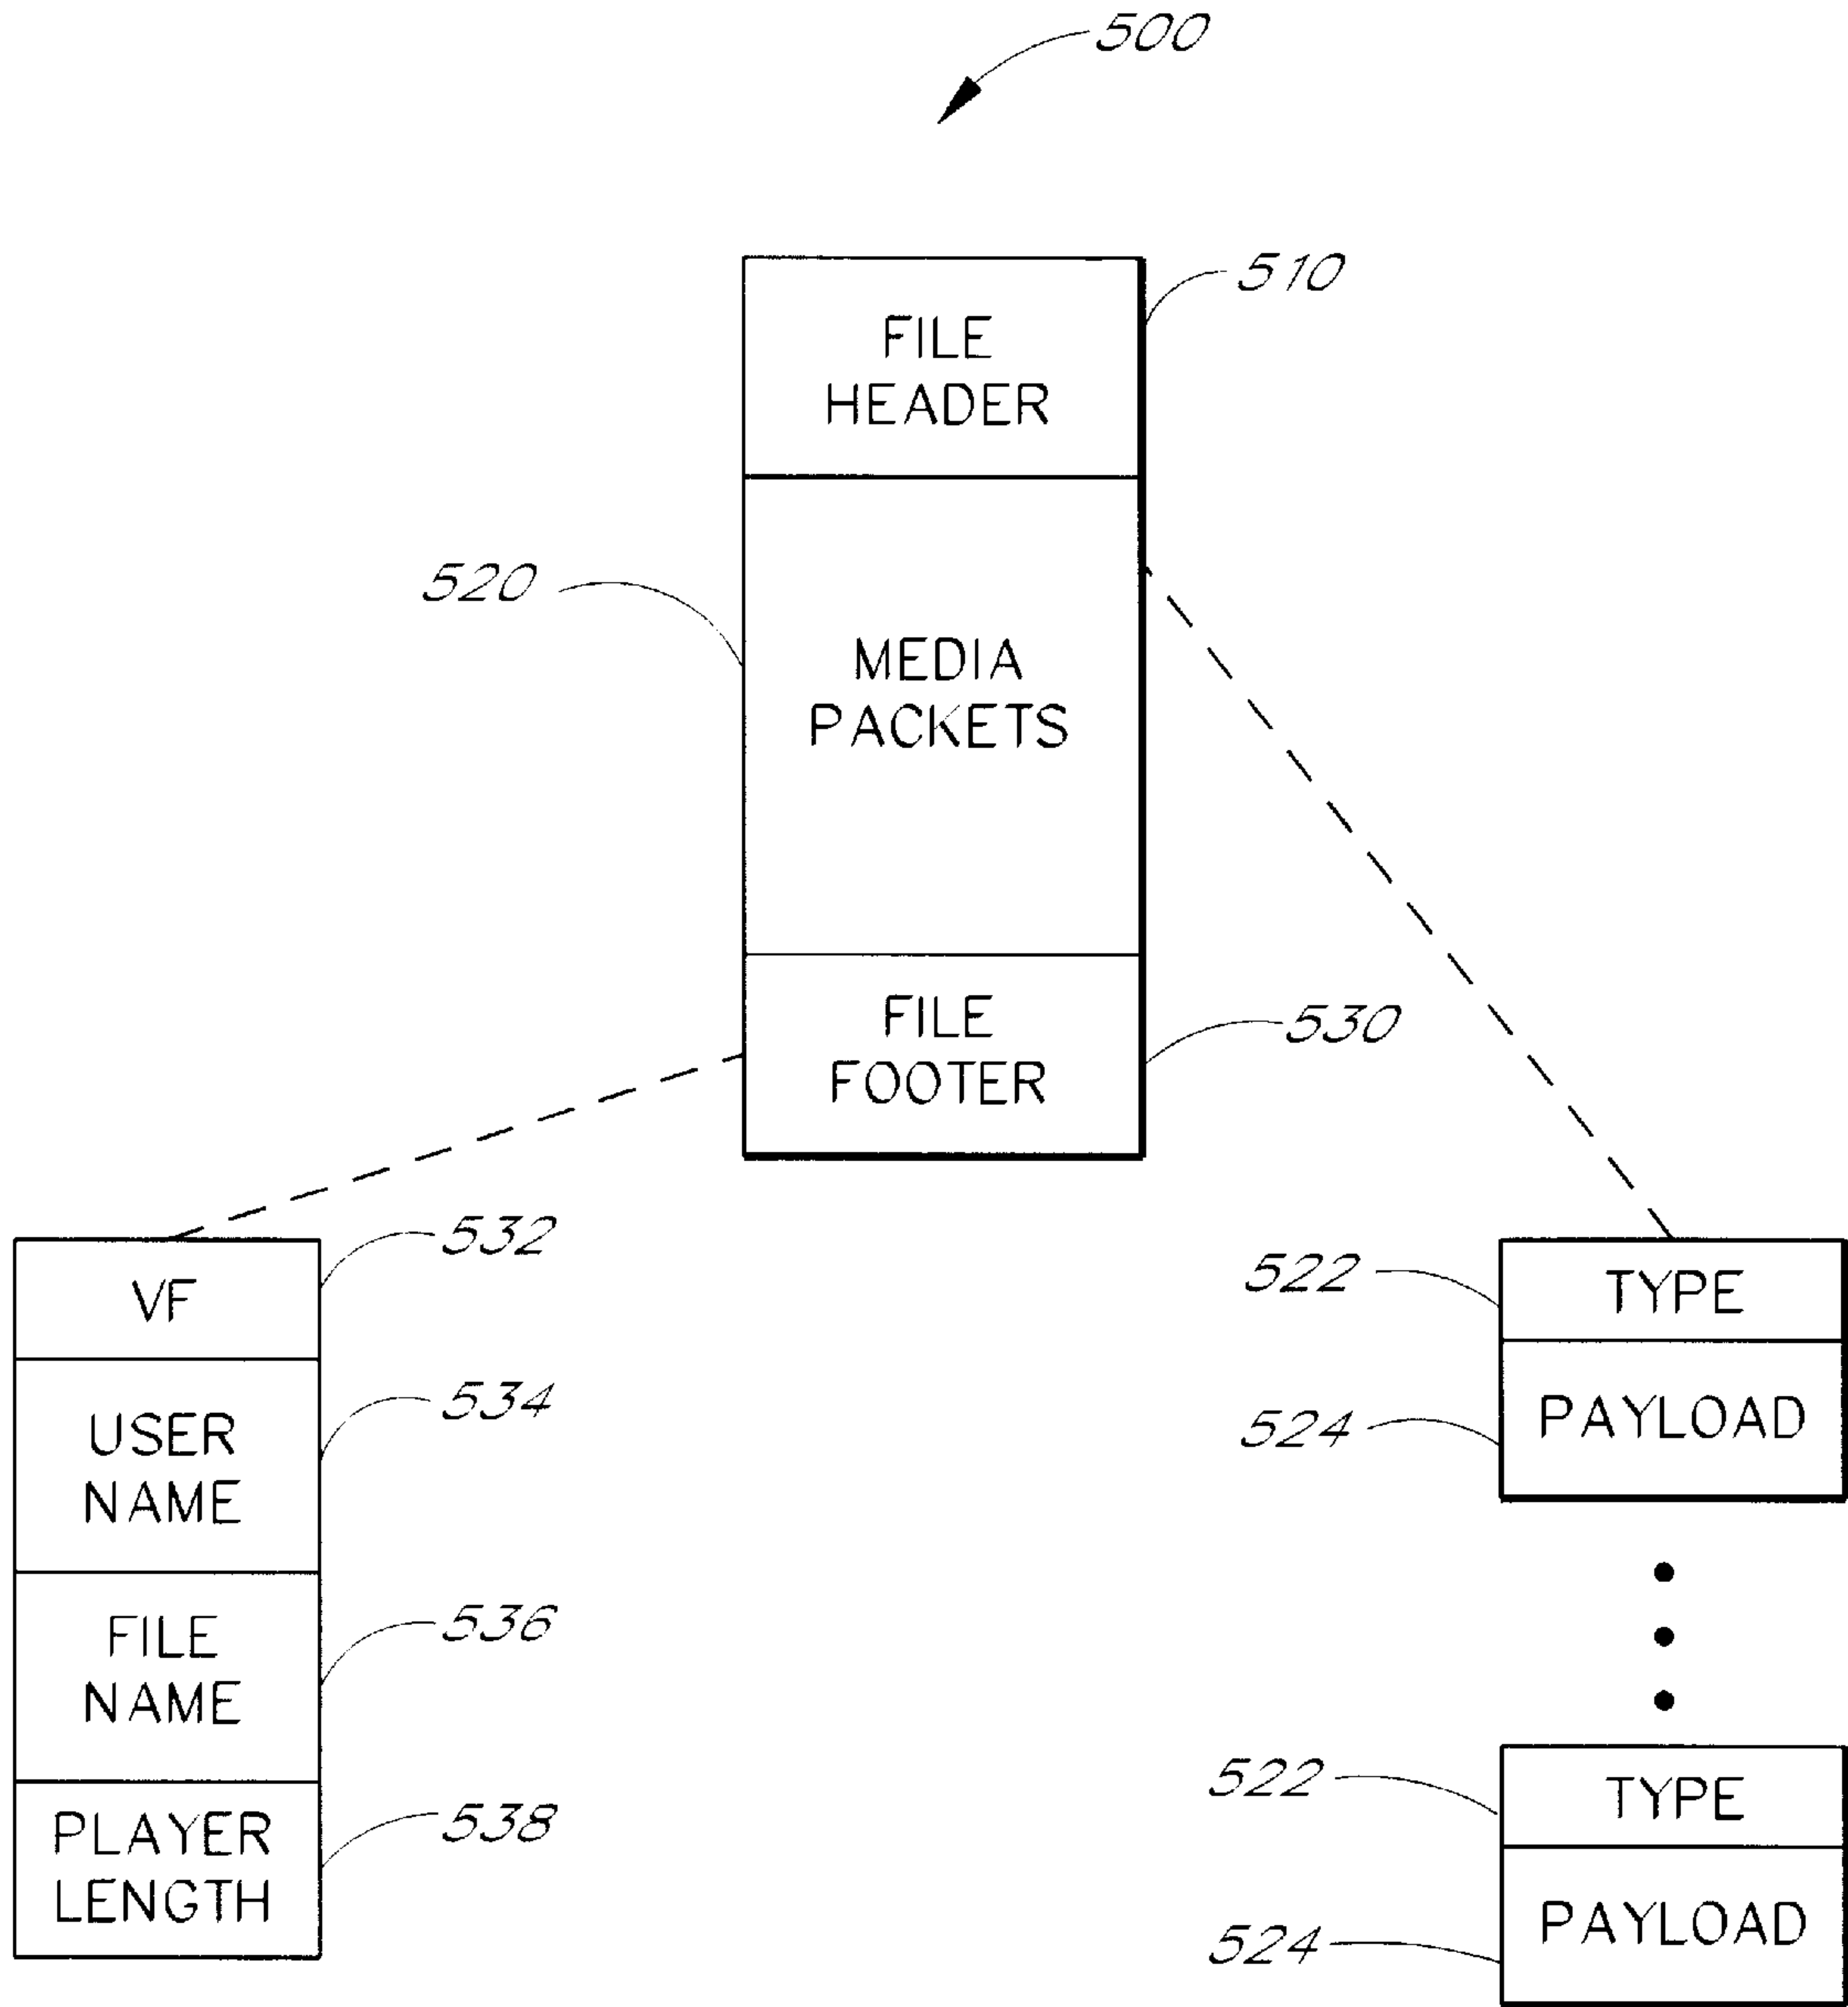 500
510
FILE
HEADER
520
MEDIA
PACKETS
FILE
FOOTER
530
532
VF
534
USER
NAME
536
FILE
NAME
538
PLAYER
LENGTH
522
TYPE
524
PAYLOAD
522
TYPE
524
PAYLOAD